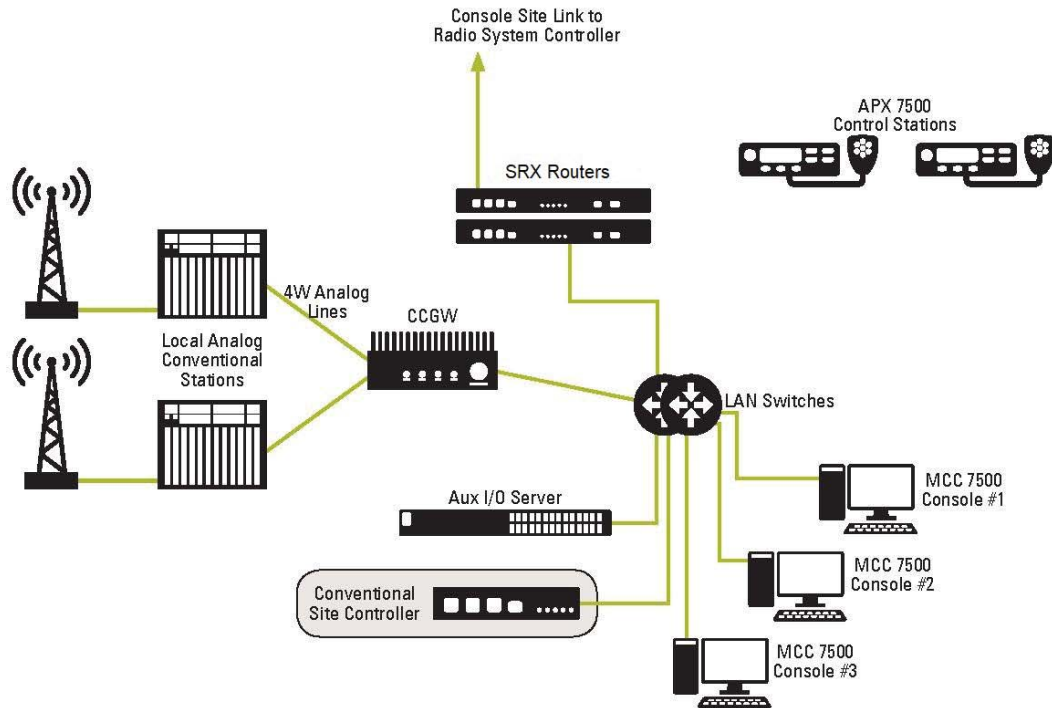 Console Site Link to
Radio System Controller
APX 7500
Control Stations
SRX Routers
4W Analog
Lines
CCGW
Local Analog
Conventional
Stations
LAN Switches
MCC 7500
Console #1
Aux I/O Server
MCC 7500
Console #2
Conventional
Site Controller
MCC 7500
Console #3